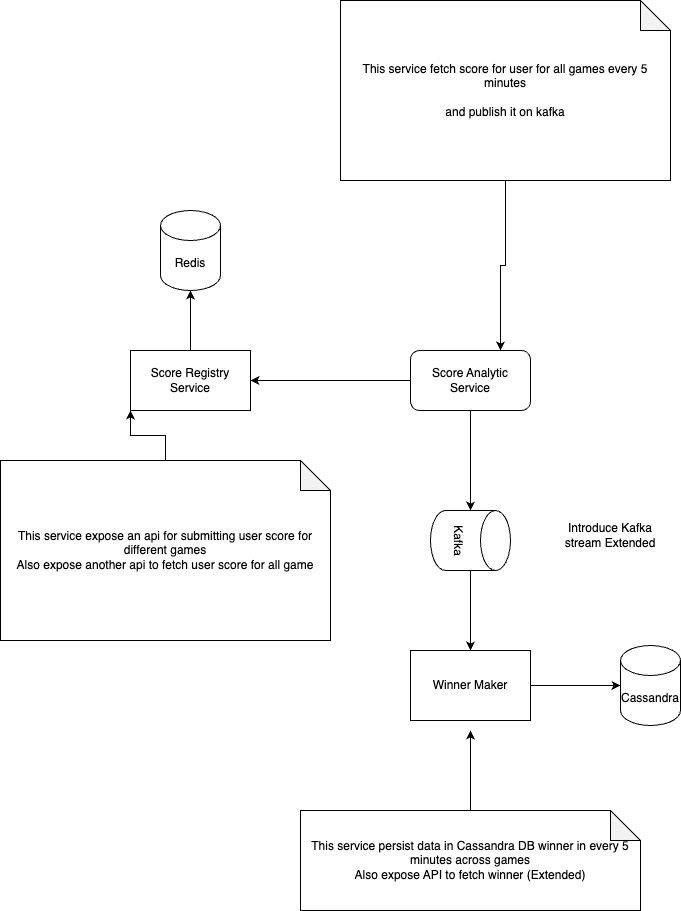 This service fetch score for user for all games every 5
minutes
and publish it on kafka
Redis
Score Registry
Service
Score Analytic
Service
This service expose an api for submitting user score for
different games
Also expose another api to fetch user score for all game
Kafka
Introduce Kafka
stream Extended
Winner Maker
Cassandra
This service persist data in Cassandra DB winner in every 5
minutes across games
Also expose API to fetch winner (Extended)